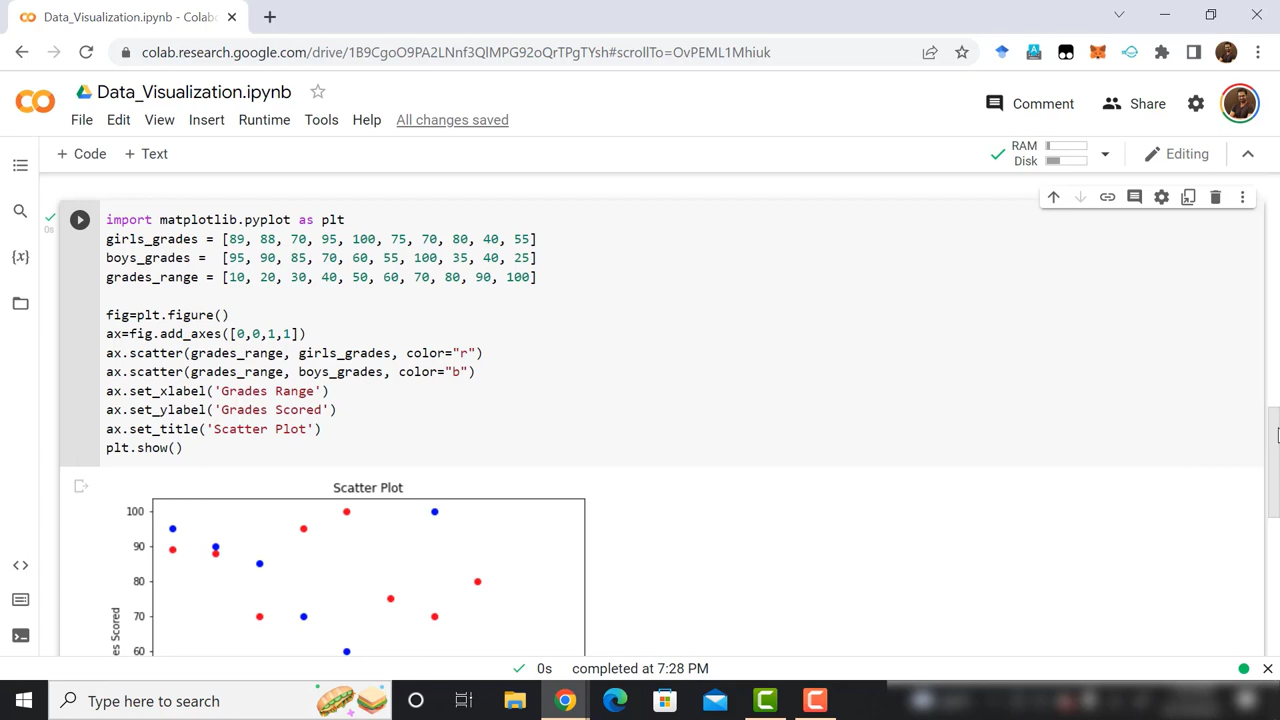 Data_Visualization.ipynb - Colab
colab.research.google.com/drive/1B9CgoO9PA2LNnf3QlMPG92oQrTPgTYsh#scrollTo=OvPEML1Mhiuk
Data_Visualization.ipynb
Comment
Share
File Edit View Insert Runtime Tools Help All changes saved
+ Code + Text
RAM
Disk
Editing
0s
import matplotlib.pyplot as plt
girls_grades = [89, 88, 70, 95, 100, 75, 70, 80, 40, 55]
boys_grades =  [95, 90, 85, 70, 60, 55, 100, 35, 40, 25]
grades_range = [10, 20, 30, 40, 50, 60, 70, 80, 90, 100]
fig=plt.figure()
ax=fig.add_axes([0,0,1,1])
ax.scatter(grades_range, girls_grades, color="r")
ax.scatter(grades_range, boys_grades, color="b")
ax.set_xlabel('Grades Range')
ax.set_ylabel('Grades Scored')
ax.set_title('Scatter Plot')
plt.show()
Scatter Plot
100
90
80
70
60
es Scored
0s completed at 7:28 PM
Type here to search